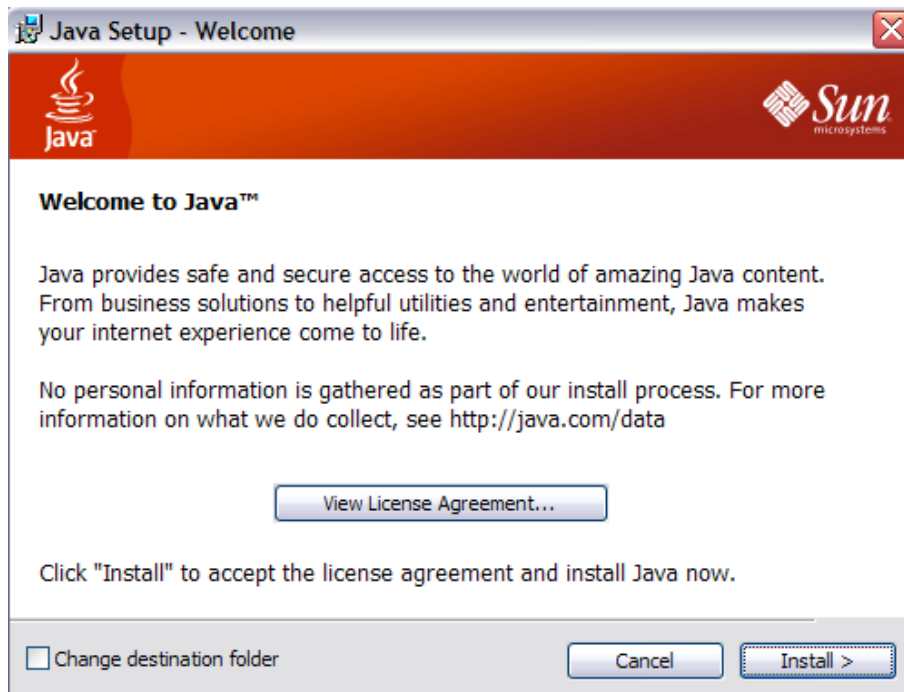 Java Setup - Welcome
Java™
Sun
microsystems
Welcome to Java™
Java provides safe and secure access to the world of amazing Java content.
From business solutions to helpful utilities and entertainment, Java makes
your internet experience come to life.
No personal information is gathered as part of our install process. For more
information on what we do collect, see http://java.com/data
View License Agreement...
Click "Install" to accept the license agreement and install Java now.
Change destination folder
Cancel
Install >